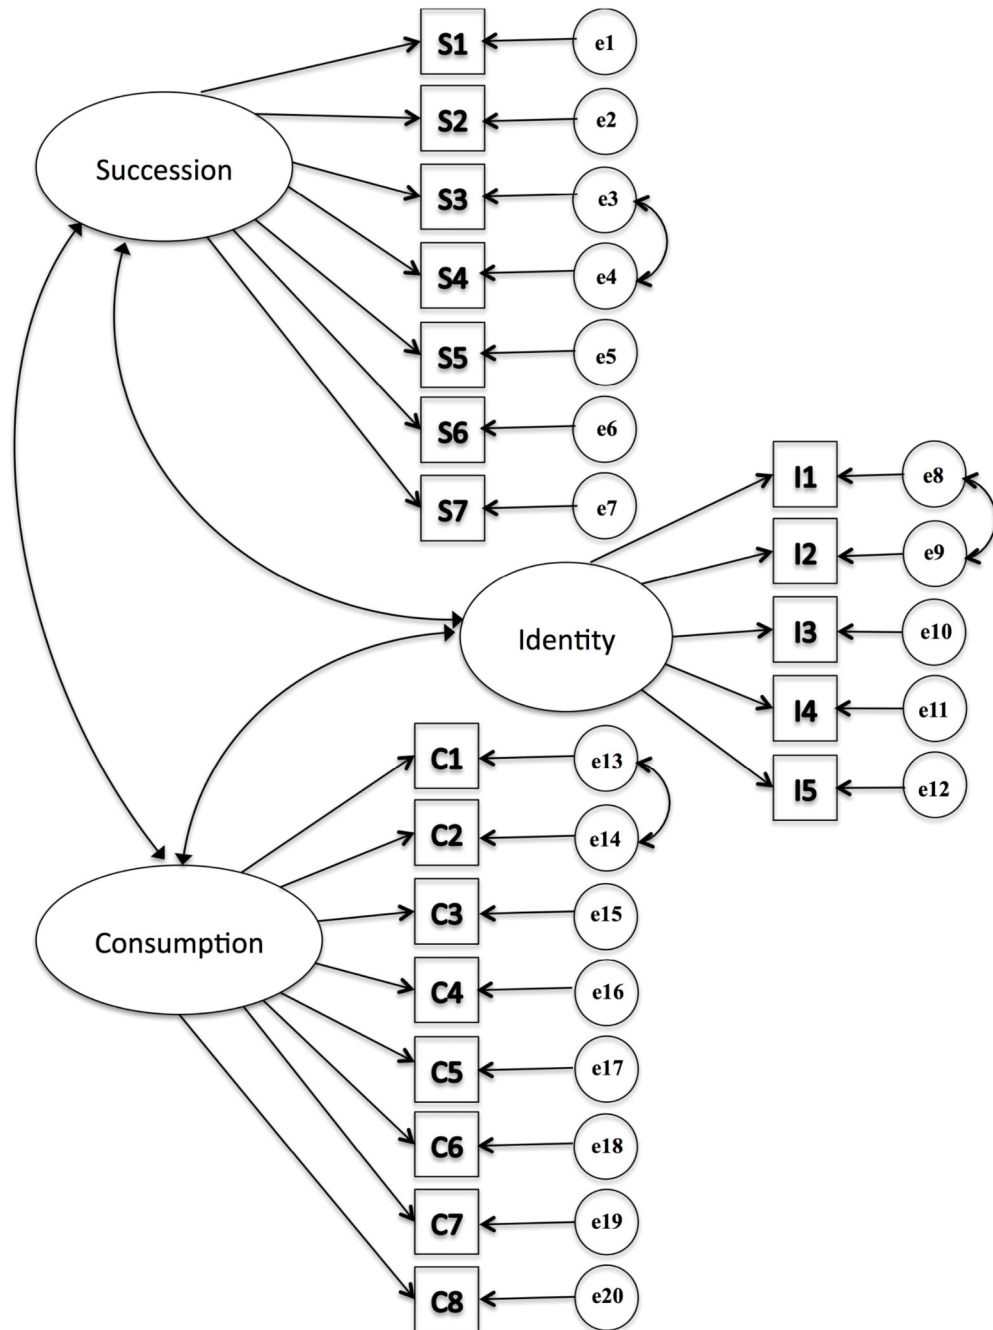 S1 e1
S2 e2
Succession
S3 e3
S4 e4
S5 e5
S6 e6
S7 e7
I1 e8
I2 e9
Identity
I3 e10
I4 e11
I5 e12
C1 e13
C2 e14
C3 e15
Consumption
C4 e16
C5 e17
C6 e18
C7 e19
C8 e20